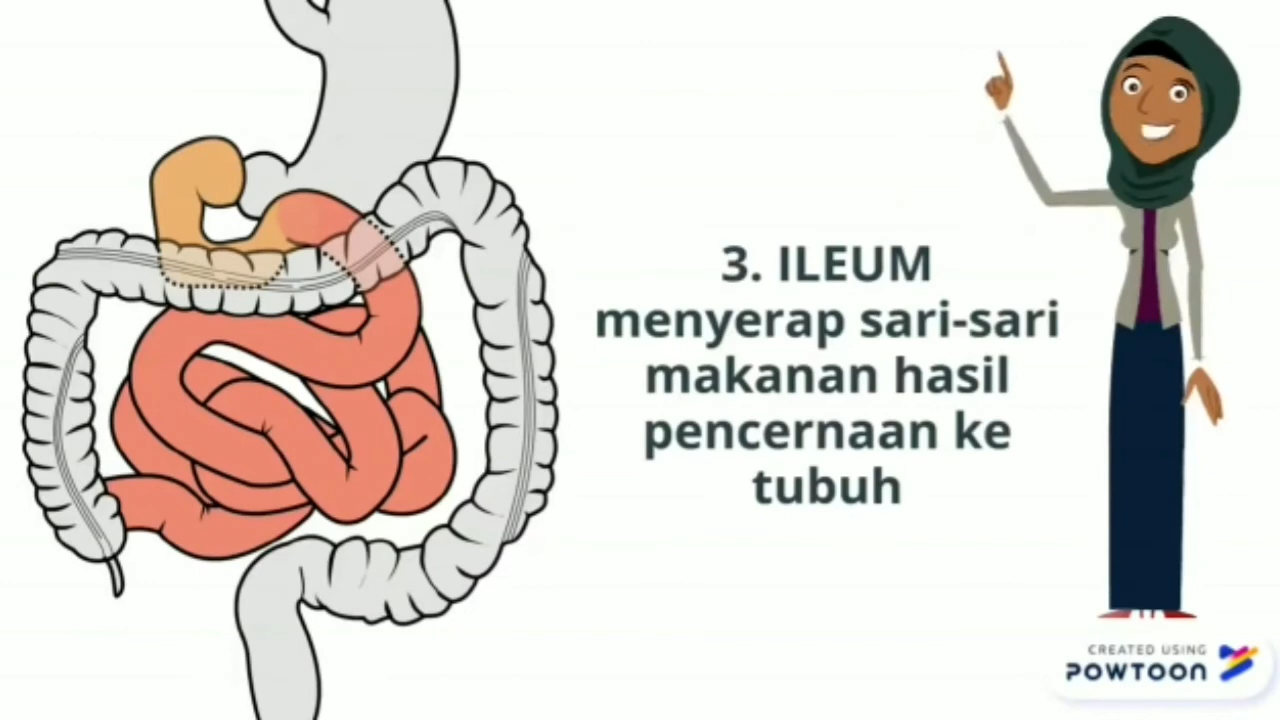 3. ILEUM
menyerap sari-sari
makanan hasil
pencernaan ke
tubuh
CREATED USING
POWTOON